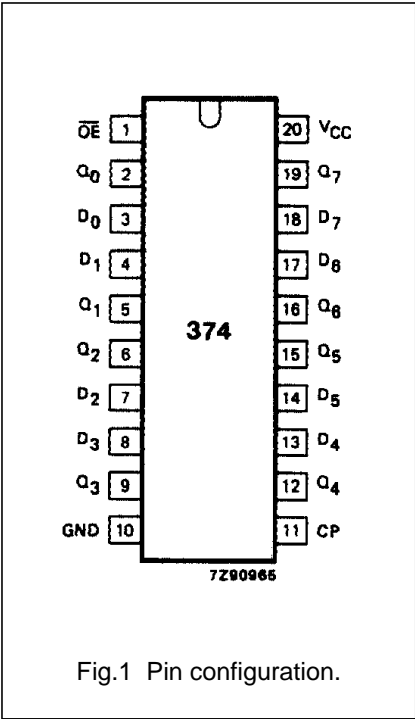 O̅E̅ 1
Q0 2
D0 3
D1 4
Q1 5
Q2 6
D2 7
D3 8
Q3 9
GND 10
374
20 VCC
19 Q7
18 D7
17 D6
16 Q6
15 Q5
14 D5
13 D4
12 Q4
11 CP
7Z90965
Fig.1 Pin configuration.